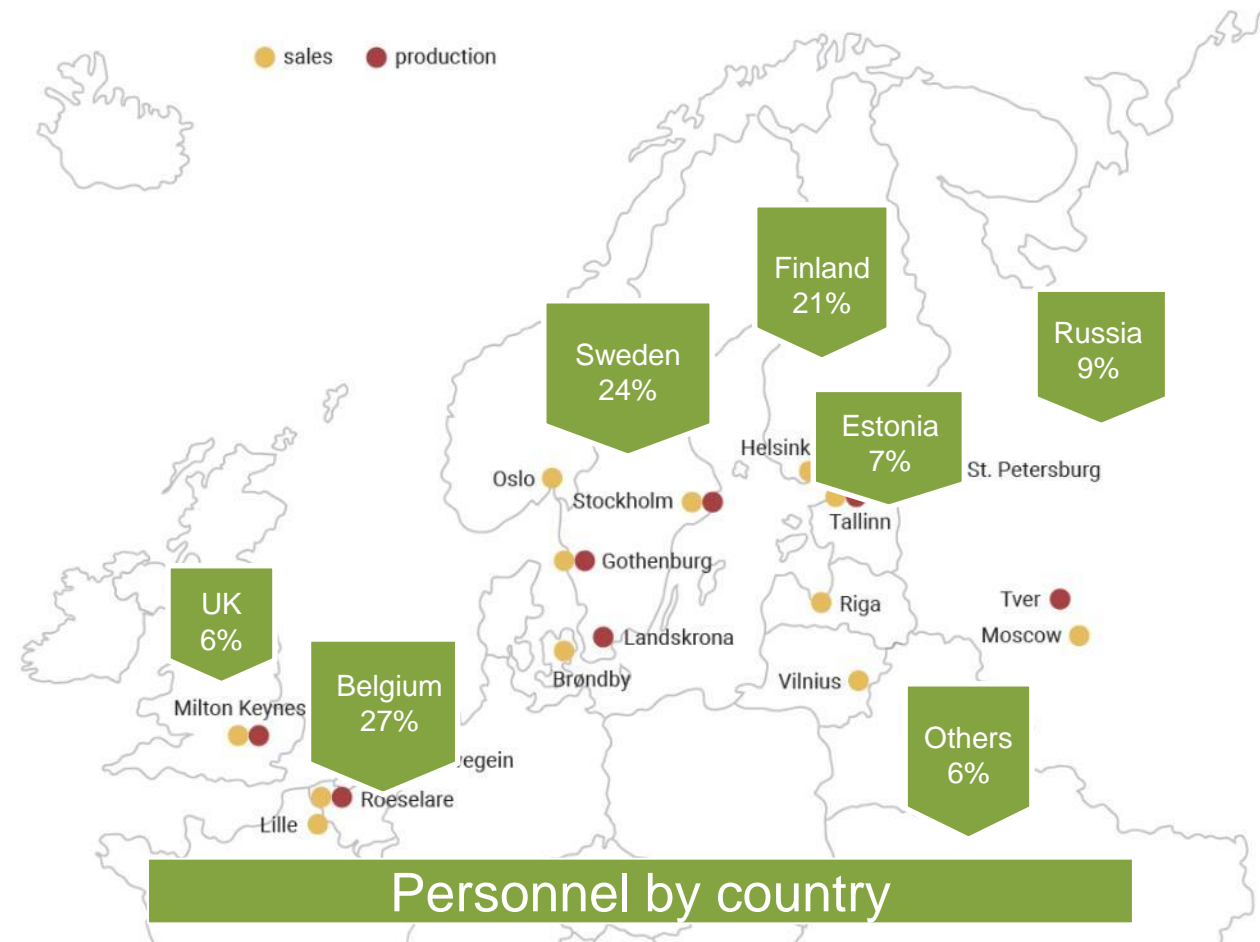 sales
production
Finland
21%
Russia
9%
Sweden
24%
Estonia
7%
Helsink
St. Petersburg
Oslo
Stockholm
Tallinn
Gothenburg
UK
6%
Riga
Tver
Moscow
Landskrona
Brøndby
Vilnius
Belgium
27%
Milton Keynes
Others
6%
egein
Roeselare
Lille
Personnel by country